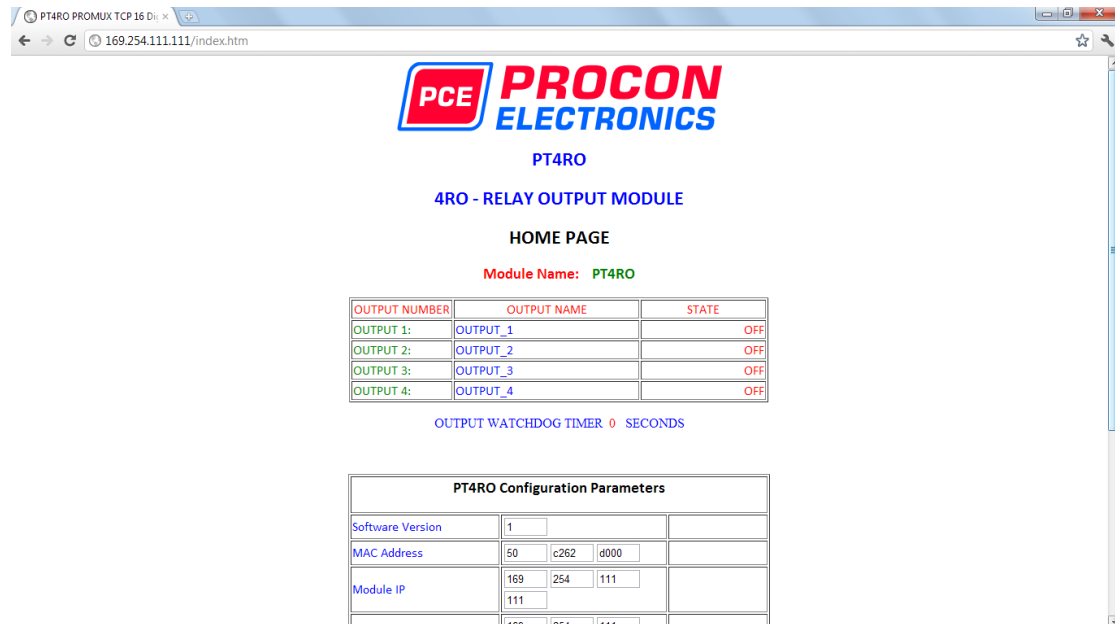 PT4RO PROMUX TCP 16 Di
169.254.111.111/index.htm
PCE PROCON
ELECTRONICS
PT4RO
4RO - RELAY OUTPUT MODULE
HOME PAGE
Module Name: PT4RO
OUTPUT NUMBER OUTPUT NAME STATE
OUTPUT 1: OUTPUT_1 OFF
OUTPUT 2: OUTPUT_2 OFF
OUTPUT 3: OUTPUT_3 OFF
OUTPUT 4: OUTPUT_4 OFF
OUTPUT WATCHDOG TIMER 0 SECONDS
PT4RO Configuration Parameters
Software Version 1
MAC Address 50 c262 d000
Module IP 169 254 111
111